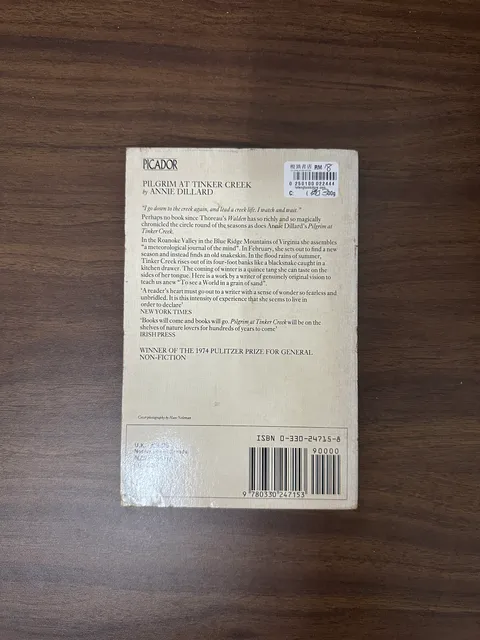 PICADOR
RM 18
0 250100 022444
C:
PILGRIM AT TINKER CREEK
by ANNIE DILLARD
"I go down to the creek again, and lead a creek life. I watch and wait."
Perhaps no book since Thoreau's Walden has so richly and so magically
chronicled the circle round of the seasons as does Annie Dillard's Pilgrim at
Tinker Creek.
In the Roanoke Valley in the Blue Ridge Mountains of Virginia she assembles
"a meteorological journal of the mind". In February, she sets out to find a new
season and instead finds an old snakeskin. In the flood rains of summer,
Tinker Creek rises out of its four-foot banks like a blacksnake caught in a
kitchen drawer. The coming of winter is a quince tang she can taste on the
sides of her tongue. Here is a work by a writer of genuinely original vision to
teach us anew "To see a World in a grain of sand".
'A reader's heart must go out to a writer with a sense of wonder so fearless and
unbridled. It is this intensity of experience that she seems to live in
order to declare'
NEW YORK TIMES
'Books will come and books will go. Pilgrim at Tinker Creek will be on the
shelves of nature lovers for hundreds of years to come'
IRISH PRESS
WINNER OF THE 1974 PULITZER PRIZE FOR GENERAL
NON-FICTION
Cover photography by
U.K.
ISBN 0-330-24715-8
90000
9 780330 247153